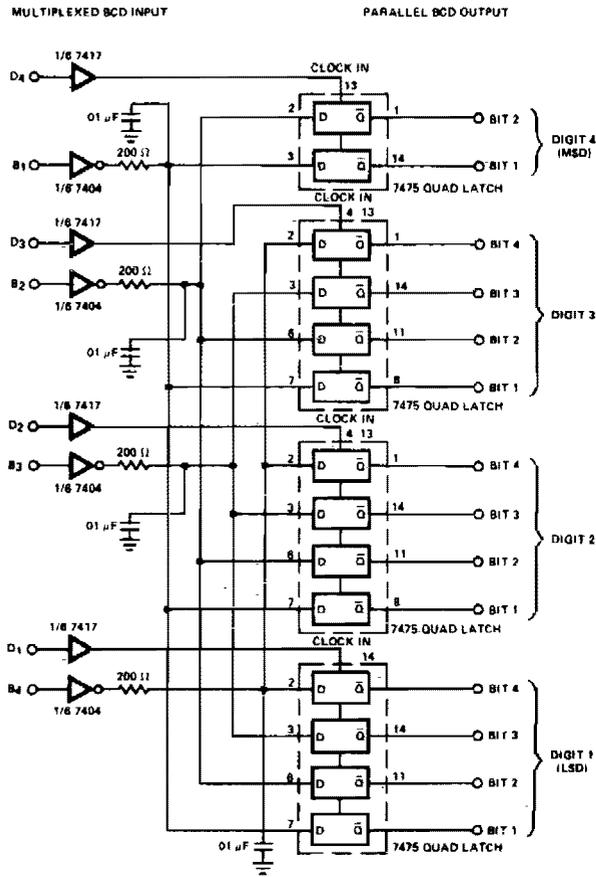 MULTIPLEXED BCD INPUT
PARALLEL BCD OUTPUT
1/6 7417
CLOCK IN
D4
13
01 µF
2
D
Q̅
1
BIT 2
DIGIT 4
(MSD)
200 Ω
B1
3
D
Q̅
14
BIT 1
1/6 7404
7475 QUAD LATCH
CLOCK IN
1/6 7417
4 13
D3
2
D
Q̅
1
BIT 4
200 Ω
B2
3
D
Q̅
14
BIT 3
1/6 7404
DIGIT 3
6
D
Q̅
11
BIT 2
01 µF
7
D
Q̅
8
BIT 1
1/6 7417
7475 QUAD LATCH
CLOCK IN
D2
4 13
200 Ω
B3
2
D
Q̅
1
BIT 4
1/6 7404
3
D
Q̅
14
BIT 3
01 µF
DIGIT 2
6
D
Q̅
11
BIT 2
7
D
Q̅
8
BIT 1
1/6 7417
7475 QUAD LATCH
CLOCK IN
D1
14
200 Ω
B4
2
D
Q̅
1
BIT 4
1/6 7404
3
D
Q̅
14
BIT 3
DIGIT 1
(LSD)
6
D
Q̅
11
BIT 2
7
D
Q̅
BIT 1
01 µF
7475 QUAD LATCH